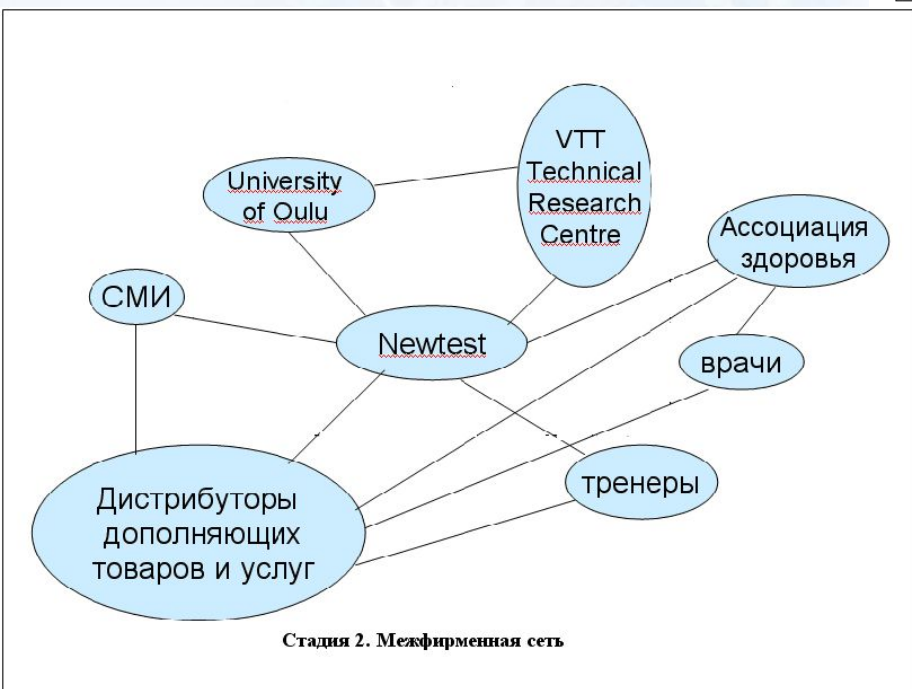 VTT
Technical
Research
Centre
University
of Oulu
Ассоциация
здоровья
СМИ
Newtest
врачи
тренеры
Дистрибуторы
дополняющих
товаров и услуг
Стадия 2. Межфирменная сеть